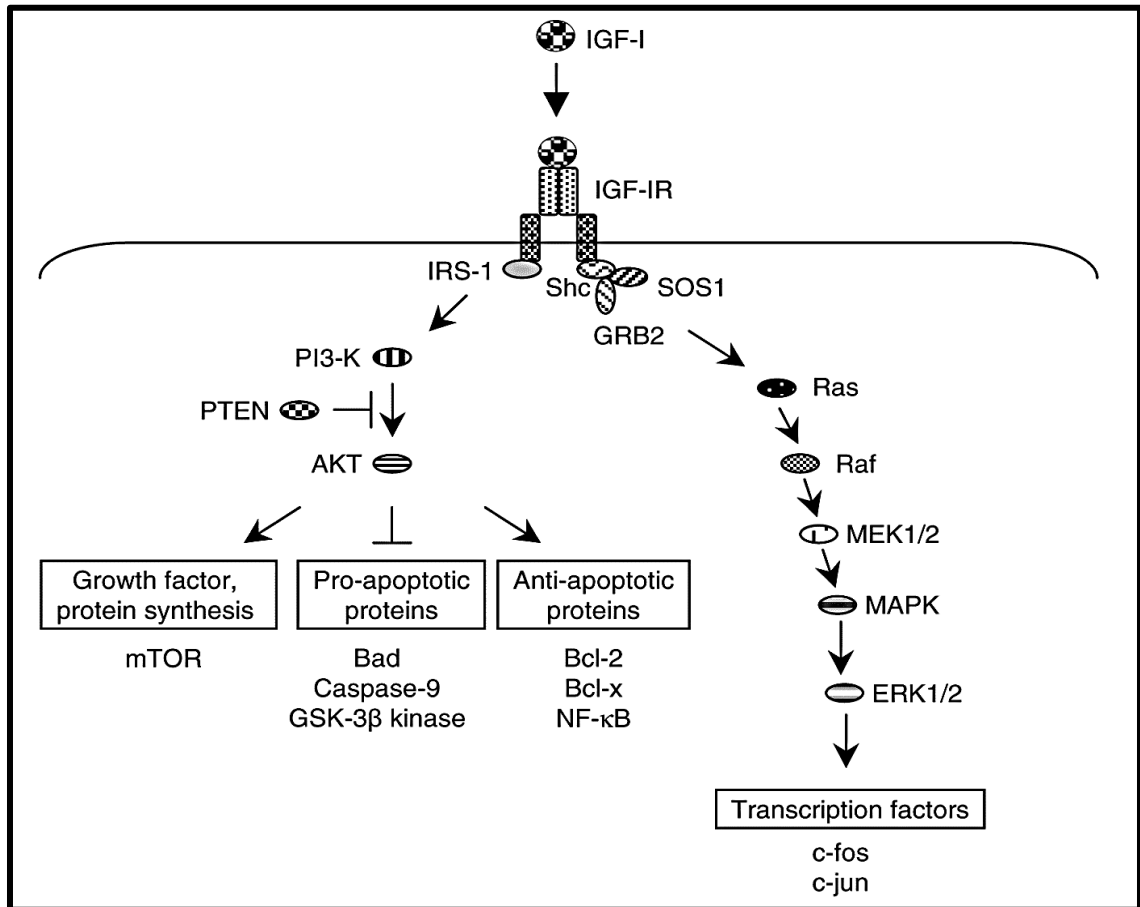 IGF-I
IGF-IR
IRS-1
Shc
SOS1
GRB2
PI3-K
PTEN
AKT
Ras
Raf
MEK1/2
MAPK
ERK1/2
Growth factor,
protein synthesis
mTOR
Pro-apoptotic
proteins
Bad
Caspase-9
GSK-3β kinase
Anti-apoptotic
proteins
Bcl-2
Bcl-x
NF-κB
Transcription factors
c-fos
c-jun